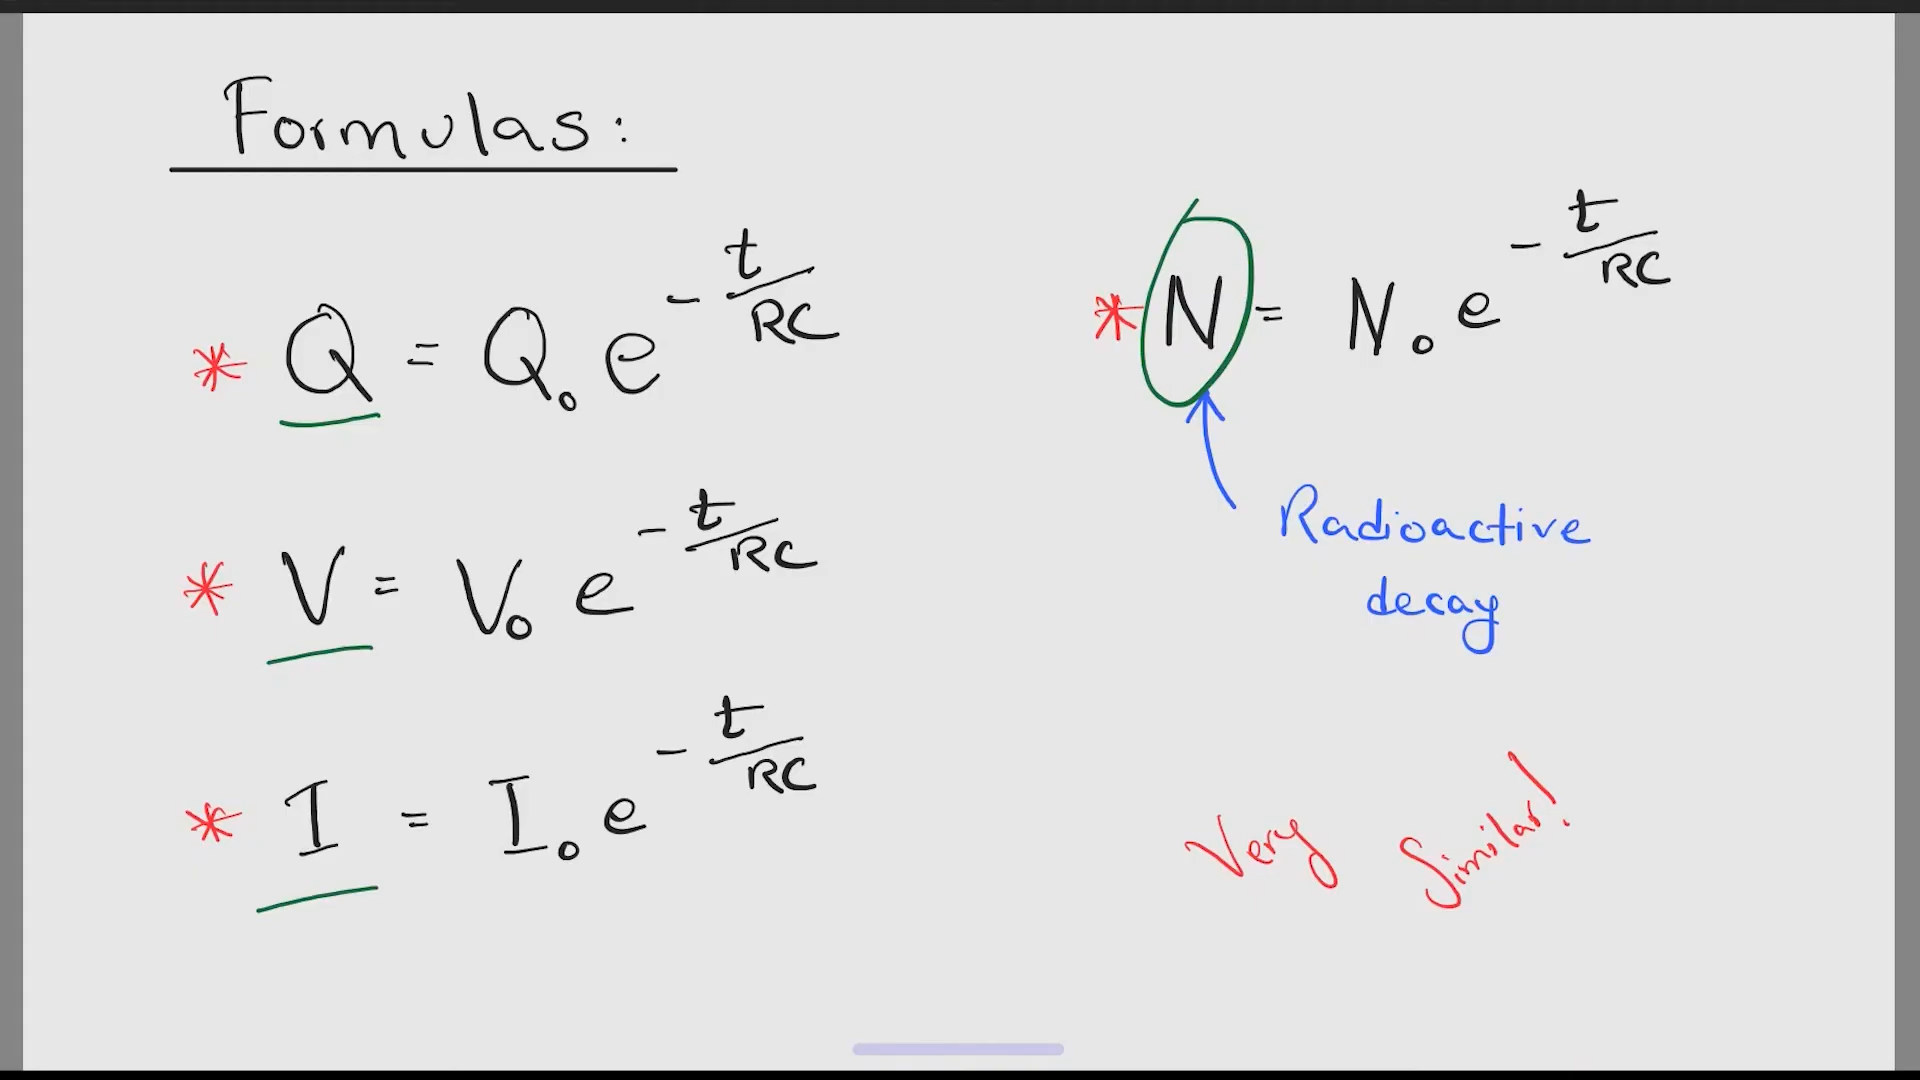 Formulas:
* Q = Q₀ e^(-t/RC)
* V = V₀ e^(-t/RC)
* I = I₀ e^(-t/RC)
* N = N₀ e^(-t/RC)
Radioactive
decay
Very Similar!